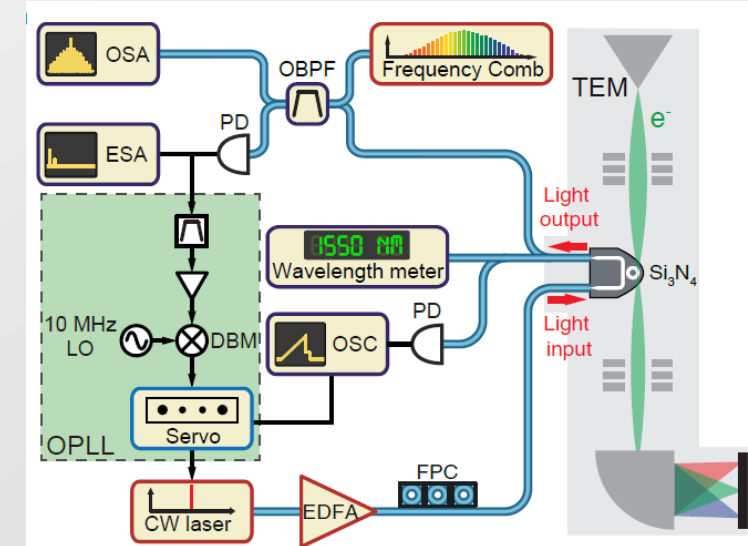 OSA
OBPF
Frequency Comb
TEM
e-
PD
ESA
Light
output
1550 NM
Wavelength meter
Si3N4
10 MHz
LO
DBM
PD
OSC
Light
input
Servo
OPLL
FPC
CW laser
EDFA